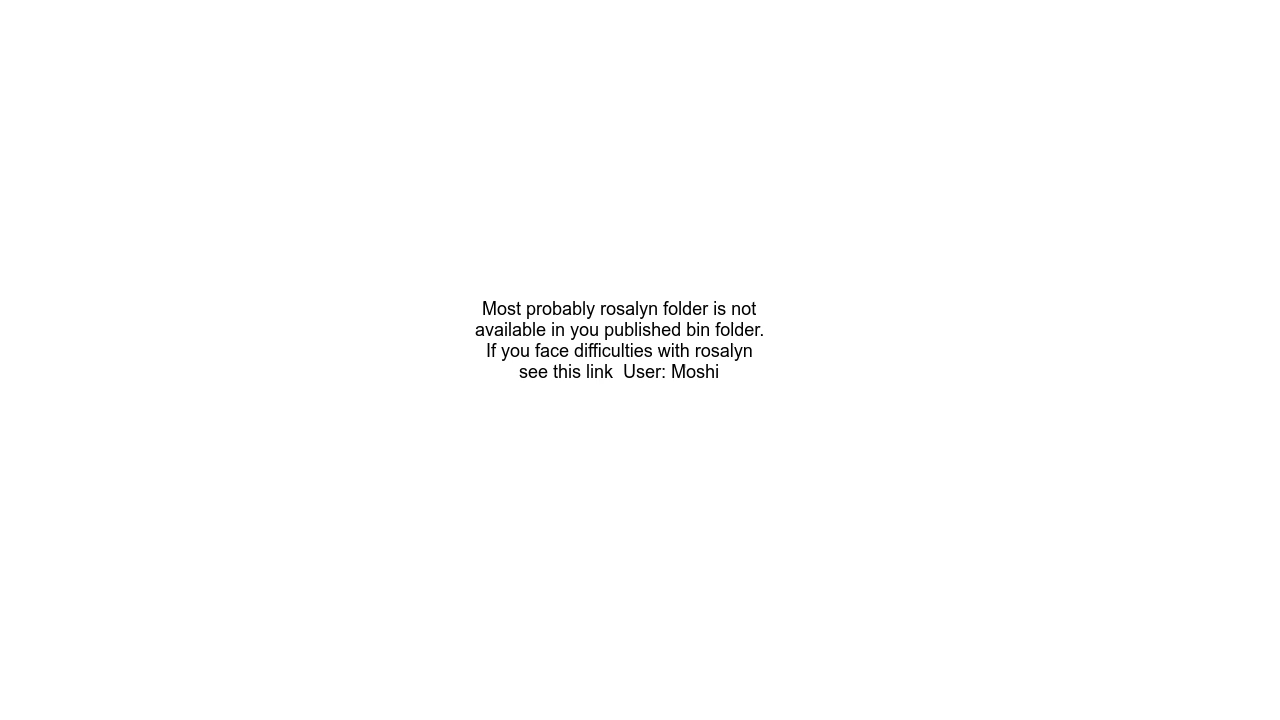 Most probably rosalyn folder is not
available in you published bin folder.
If you face difficulties with rosalyn
see this link  User: Moshi